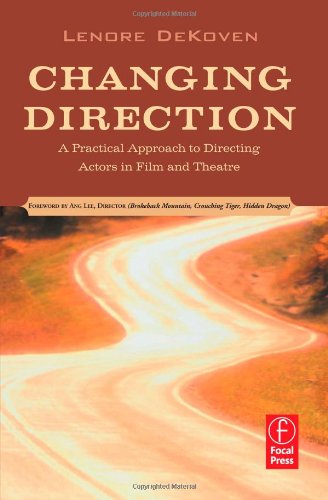 LENORE DEKOVEN
CHANGING
DIRECTION
A Practical Approach to Directing
Actors in Film and Theatre
FOREWORD BY ANG LEE, DIRECTOR (Brokeback Mountain, Crouching Tiger, Hidden Dragon)
Focal
Press